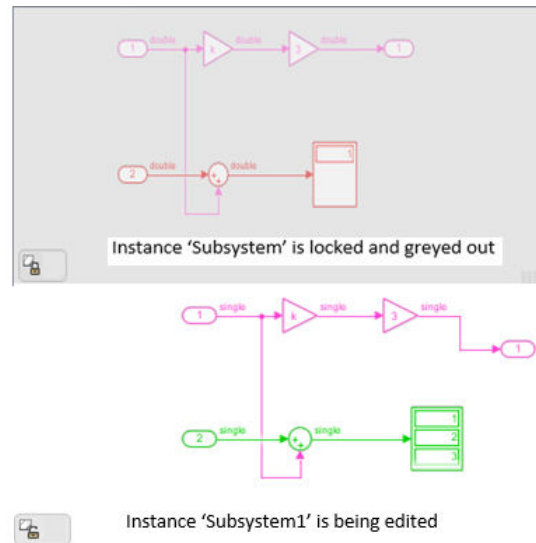 double double double
1 k 3 1
double double
2 1
Instance ‘Subsystem’ is locked and greyed out
single single single
1 k 3
1
single single 1
2 2
3
Instance ‘Subsystem1’ is being edited